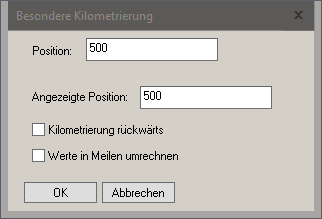 Besondere Kilometrierung
Position: 500
Angezeigte Position: 500
Kilometrierung rückwärts
Werte in Meilen umrechnen
OK Abbrechen